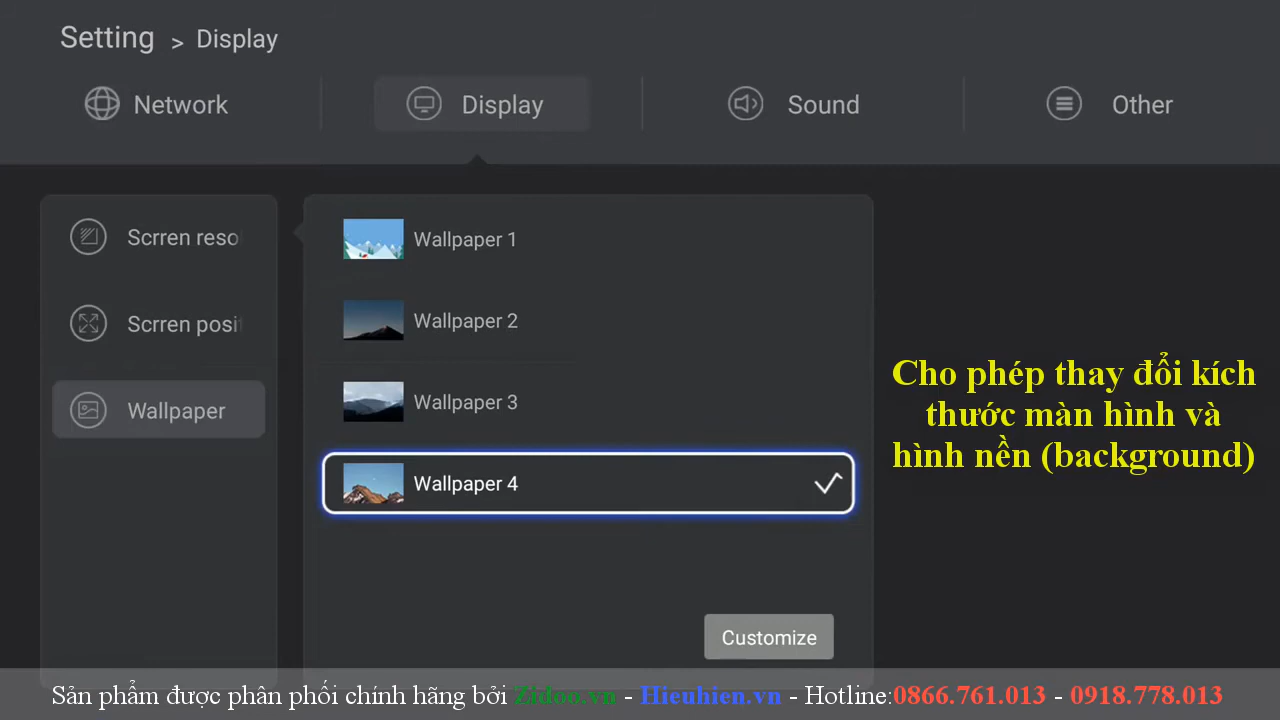 Setting > Display
Network
Display
Sound
Other
Scrren reso
Scrren posit
Wallpaper
Wallpaper 1
Wallpaper 2
Wallpaper 3
Wallpaper 4
Customize
Cho phép thay đổi kích
thước màn hình và
hình nền (background)
Sản phẩm được phân phối chính hãng bởi Zidoo.vn - Hieuhien.vn - Hotline:0866.761.013 - 0918.778.013